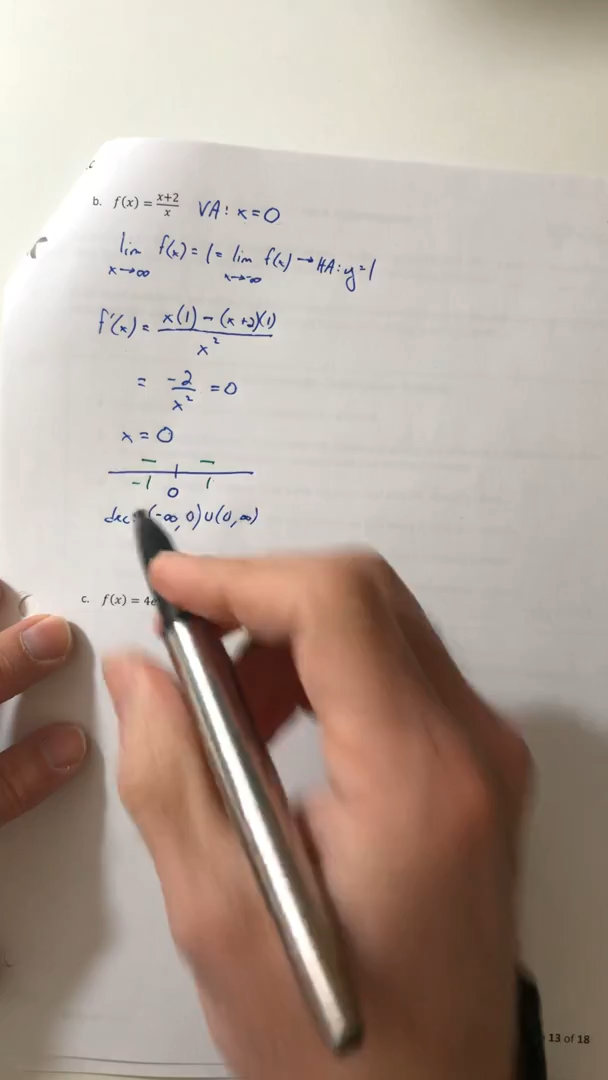 b. f(x) = x+2/x VA: x=0
lim x→∞ f(x) = 1 = lim x→-∞ f(x) → HA: y=1
f'(x) = x(1) - (x+2)(1)/x²
= -2/x² = 0
x = 0
- -
-1 0 1
dec: (-∞, 0) ∪ (0, ∞)
c. f(x) = 4e
13 of 18